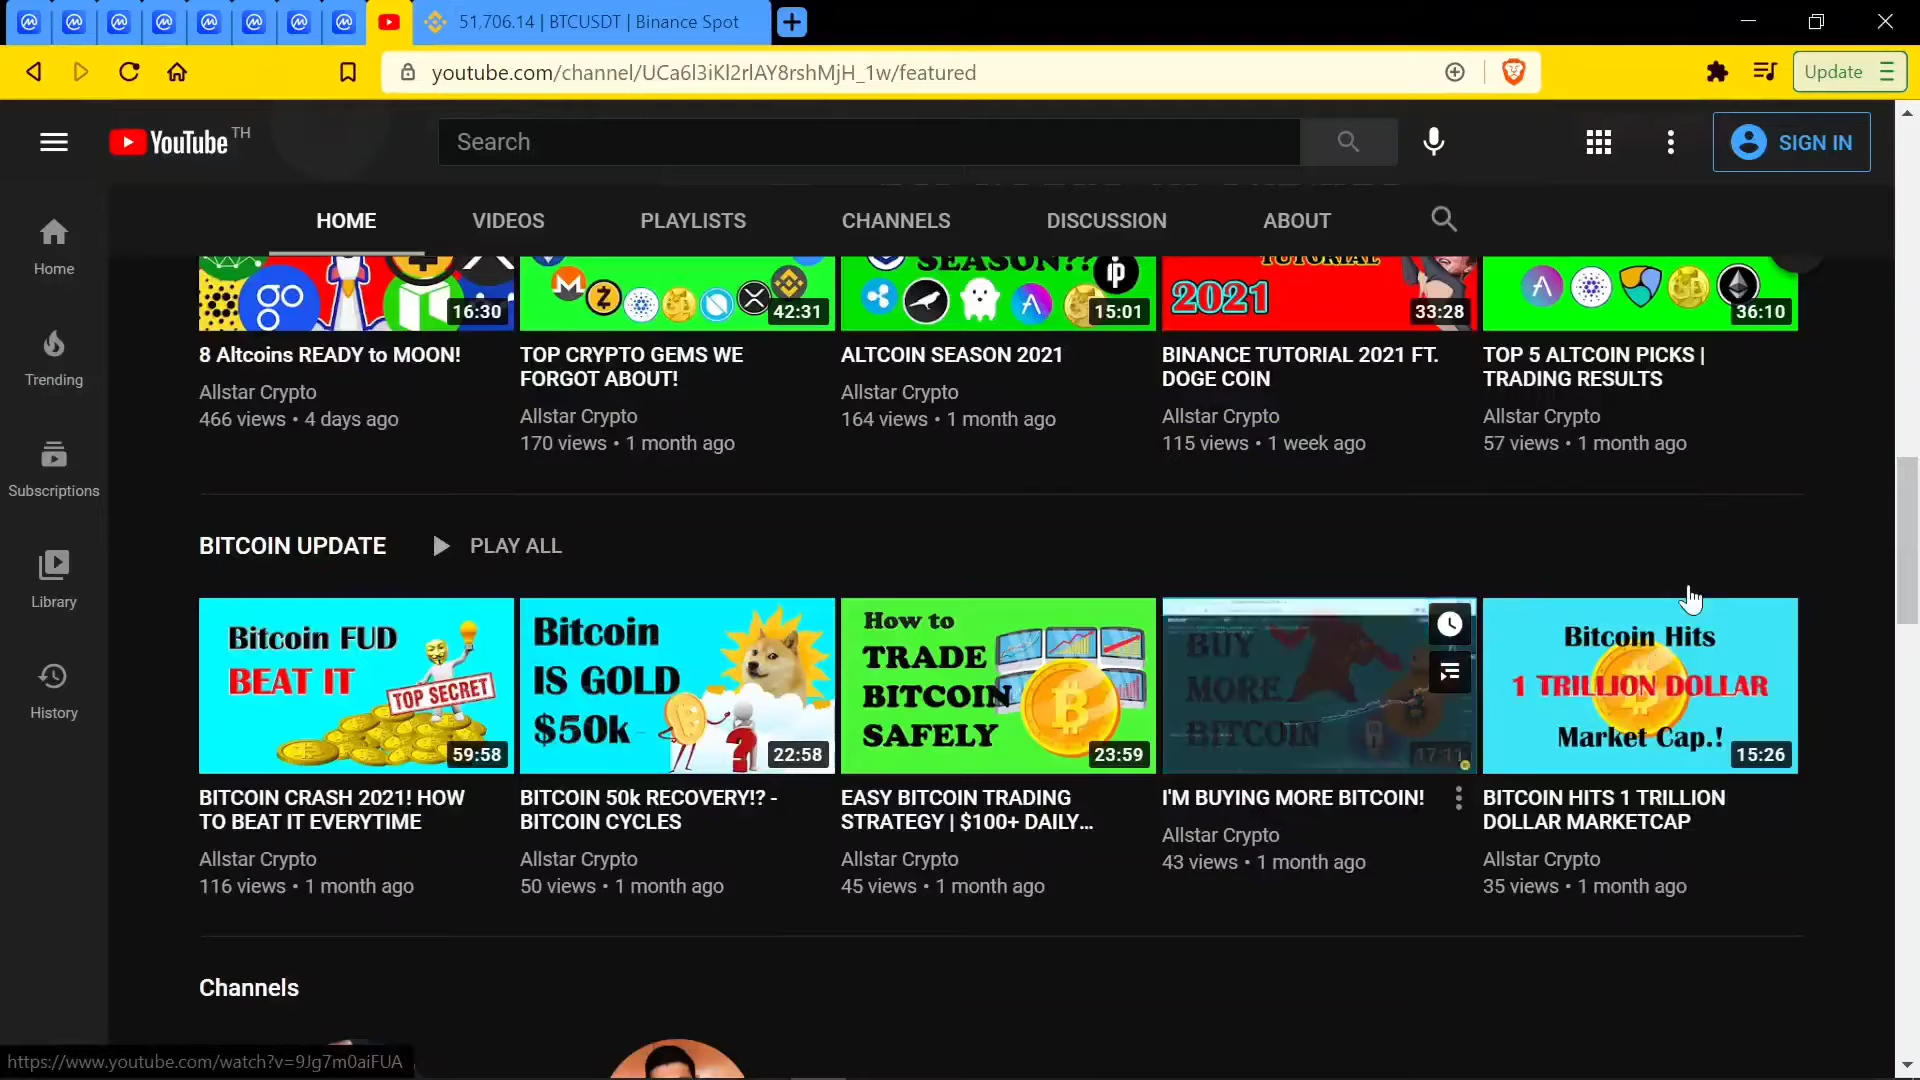 51,706.14 | BTCUSDT | Binance Spot
youtube.com/channel/UCa6l3iKl2rlAY8rshMjH_1w/featured
Update
YouTube TH
Search
SIGN IN
HOME
VIDEOS
PLAYLISTS
CHANNELS
DISCUSSION
ABOUT
Home
Trending
Subscriptions
Library
History
16:30
8 Altcoins READY to MOON!
Allstar Crypto
466 views • 4 days ago
42:31
TOP CRYPTO GEMS WE
FORGOT ABOUT!
Allstar Crypto
170 views • 1 month ago
SEASON??
15:01
ALTCOIN SEASON 2021
Allstar Crypto
164 views • 1 month ago
TUTORIAL
2021
33:28
BINANCE TUTORIAL 2021 FT.
DOGE COIN
Allstar Crypto
115 views • 1 week ago
36:10
TOP 5 ALTCOIN PICKS |
TRADING RESULTS
Allstar Crypto
57 views • 1 month ago
BITCOIN UPDATE
PLAY ALL
Bitcoin FUD
BEAT IT
TOP SECRET
59:58
BITCOIN CRASH 2021! HOW
TO BEAT IT EVERYTIME
Allstar Crypto
116 views • 1 month ago
Bitcoin
IS GOLD
$50k
22:58
BITCOIN 50k RECOVERY!? -
BITCOIN CYCLES
Allstar Crypto
50 views • 1 month ago
How to
TRADE
BITCOIN
SAFELY
23:59
EASY BITCOIN TRADING
STRATEGY | $100+ DAILY...
Allstar Crypto
45 views • 1 month ago
BUY
MORE
BITCOIN
17:11
I'M BUYING MORE BITCOIN!
Allstar Crypto
43 views • 1 month ago
Bitcoin Hits
1 TRILLION DOLLAR
Market Cap.!
15:26
BITCOIN HITS 1 TRILLION
DOLLAR MARKETCAP
Allstar Crypto
35 views • 1 month ago
Channels
https://www.youtube.com/watch?v=9Jg7m0aiFUA